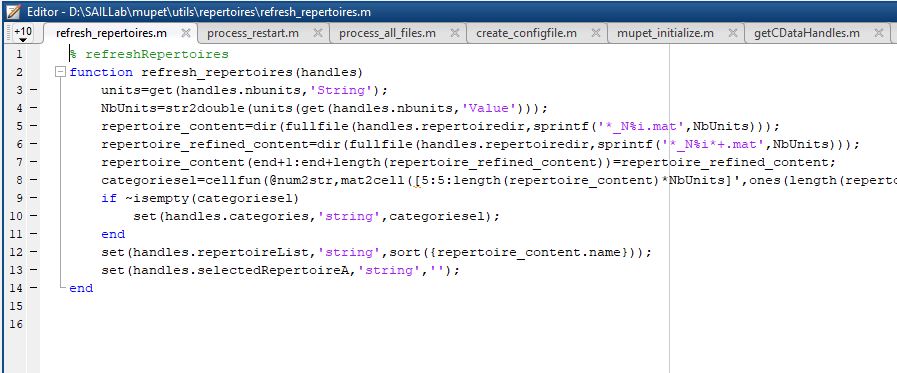 Editor - D:\SAILLab\mupet\utils\repertoires\refresh_repertoires.m
+10 refresh_repertoires.m process_restart.m process_all_files.m create_configfile.m mupet_initialize.m getCDataHandles.m
1 % refreshRepertoires
2 function refresh_repertoires(handles)
3 units=get(handles.nbunits,'String');
4 NbUnits=str2double(units(get(handles.nbunits,'Value')));
5 repertoire_content=dir(fullfile(handles.repertoiredir,sprintf('*_N%i.mat',NbUnits)));
6 repertoire_refined_content=dir(fullfile(handles.repertoiredir,sprintf('*_N%i*+.mat',NbUnits)));
7 repertoire_content(end+1:end+length(repertoire_refined_content))=repertoire_refined_content;
8 categoriesel=cellfun(@num2str,mat2cell([5:5:length(repertoire_content)*NbUnits]',ones(length(reperto
9 if ~isempty(categoriesel)
10 set(handles.categories,'string',categoriesel);
11 end
12 set(handles.repertoireList,'string',sort({repertoire_content.name}));
13 set(handles.selectedRepertoireA,'string','');
14 end
15
16